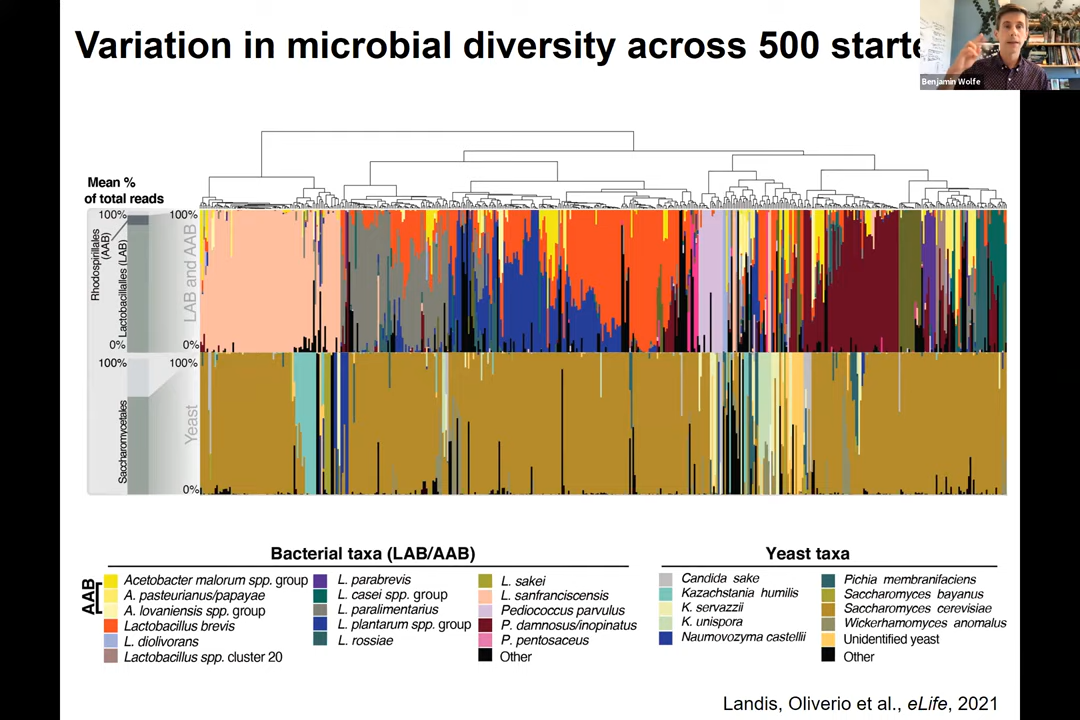 Variation in microbial diversity across 500 starte
Benjamin Wolfe
Mean %
of total reads
100%
100%
Rhodospirillales
(AAB)
Lactobacillales (LAB)
LAB and AAB
0%
0%
100%
100%
Saccharomycetales
Yeast
0%
Bacterial taxa (LAB/AAB)
AAB
Acetobacter malorum spp. group
A. pasteurianus/papayae
A. lovaniensis spp. group
Lactobacillus brevis
L. diolivorans
Lactobacillus spp. cluster 20
L. parabrevis
L. casei spp. group
L. paralimentarius
L. plantarum spp. group
L. rossiae
L. sakei
L. sanfranciscensis
Pediococcus parvulus
P. damnosus/inopinatus
P. pentosaceus
Other
Yeast taxa
Candida sake
Kazachstania humilis
K. servazzii
K. unispora
Naumovozyma castellii
Pichia membranifaciens
Saccharomyces bayanus
Saccharomyces cerevisiae
Wickerhamomyces anomalus
Unidentified yeast
Other
Landis, Oliverio et al., eLife, 2021